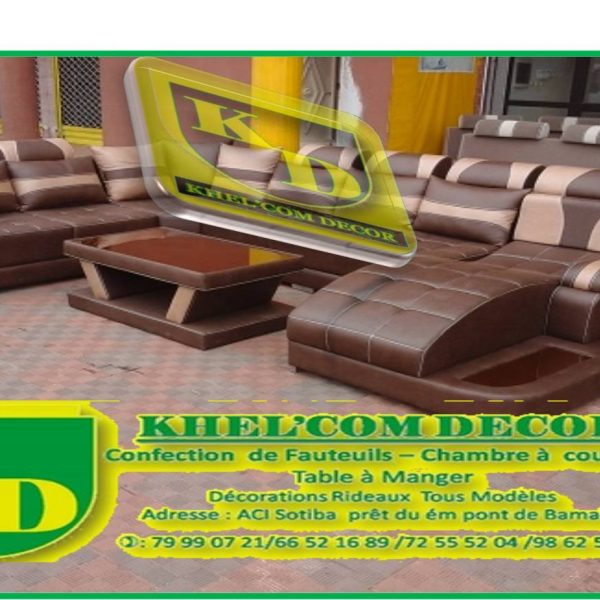 KD
KHEL'COM DECOR
D
KHEL'COM DECOR
Confection de Fauteuils – Chambre à cou
Table à Manger
Décorations Rideaux Tous Modèles
Adresse : ACI Sotiba prêt du ém pont de Bama
: 79 99 07 21/66 52 16 89 /72 55 52 04 /98 62 5